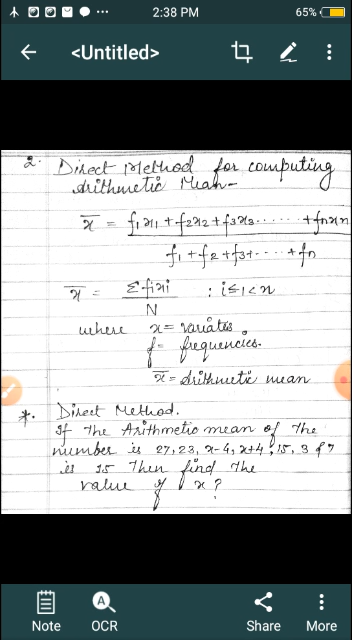 2:38 PM
65%
<Untitled>
2. Direct Method for computing
Arithmetic Mean-
x̄ = f1x1 + f2x2 + f3x3 ...... + fnxn
f1 + f2 + f3+ ---- + fn
x̄ = Σfixi : i≤1<n
N
where x = variates
f = frequencies.
x̄ = Arithmetic mean
*. Direct Method.
If the Arithmetic mean of the
number is 27, 23, x-4, x+4, 15, 3 & 7
is 15 Then find the
value of x ?
Note OCR Share More